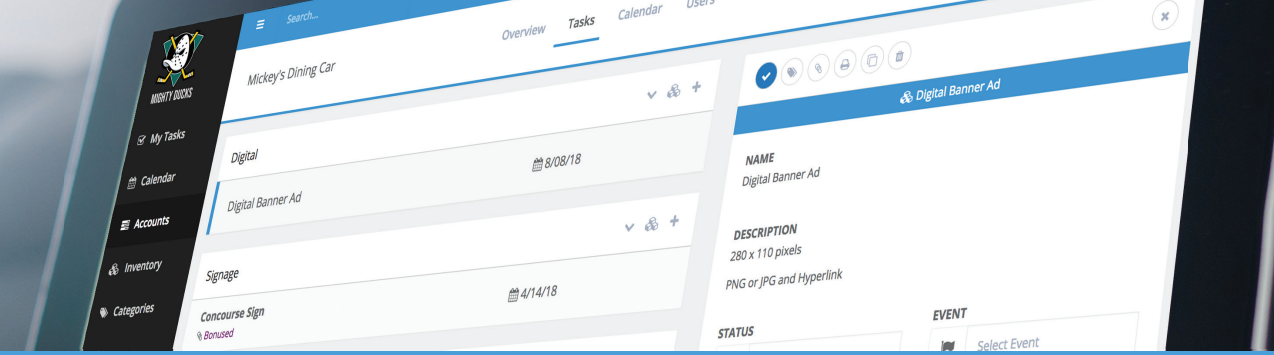 Search...
MIGHTY DUCKS
My Tasks
Calendar
Accounts
Inventory
Categories
Mickey's Dining Car
Overview
Tasks
Calendar
Users
Digital
Digital Banner Ad
8/08/18
Signage
Concourse Sign
4/14/18
Bonused
Digital Banner Ad
NAME
Digital Banner Ad
DESCRIPTION
280 x 110 pixels
PNG or JPG and Hyperlink
STATUS
EVENT
Select Event